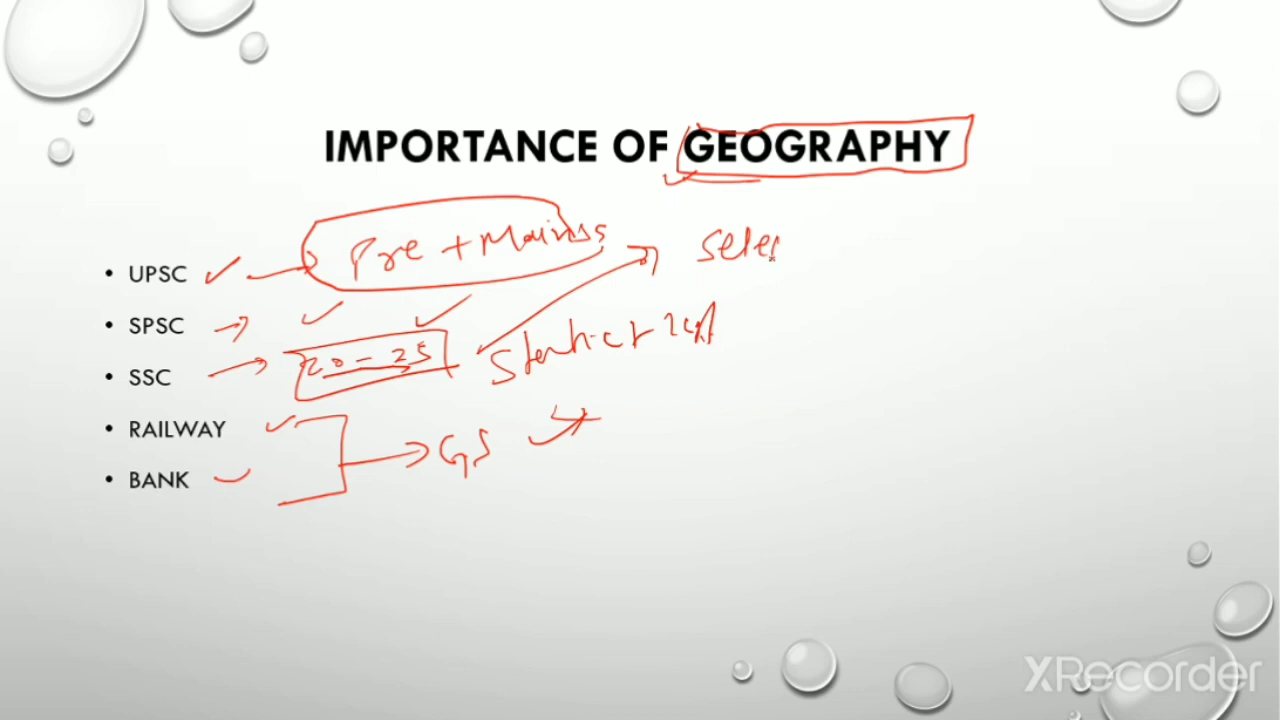 IMPORTANCE OF GEOGRAPHY
Pre + Mains
• UPSC
• SPSC
• SSC
20 - 25
• RAILWAY
• BANK
GS
XRecorder